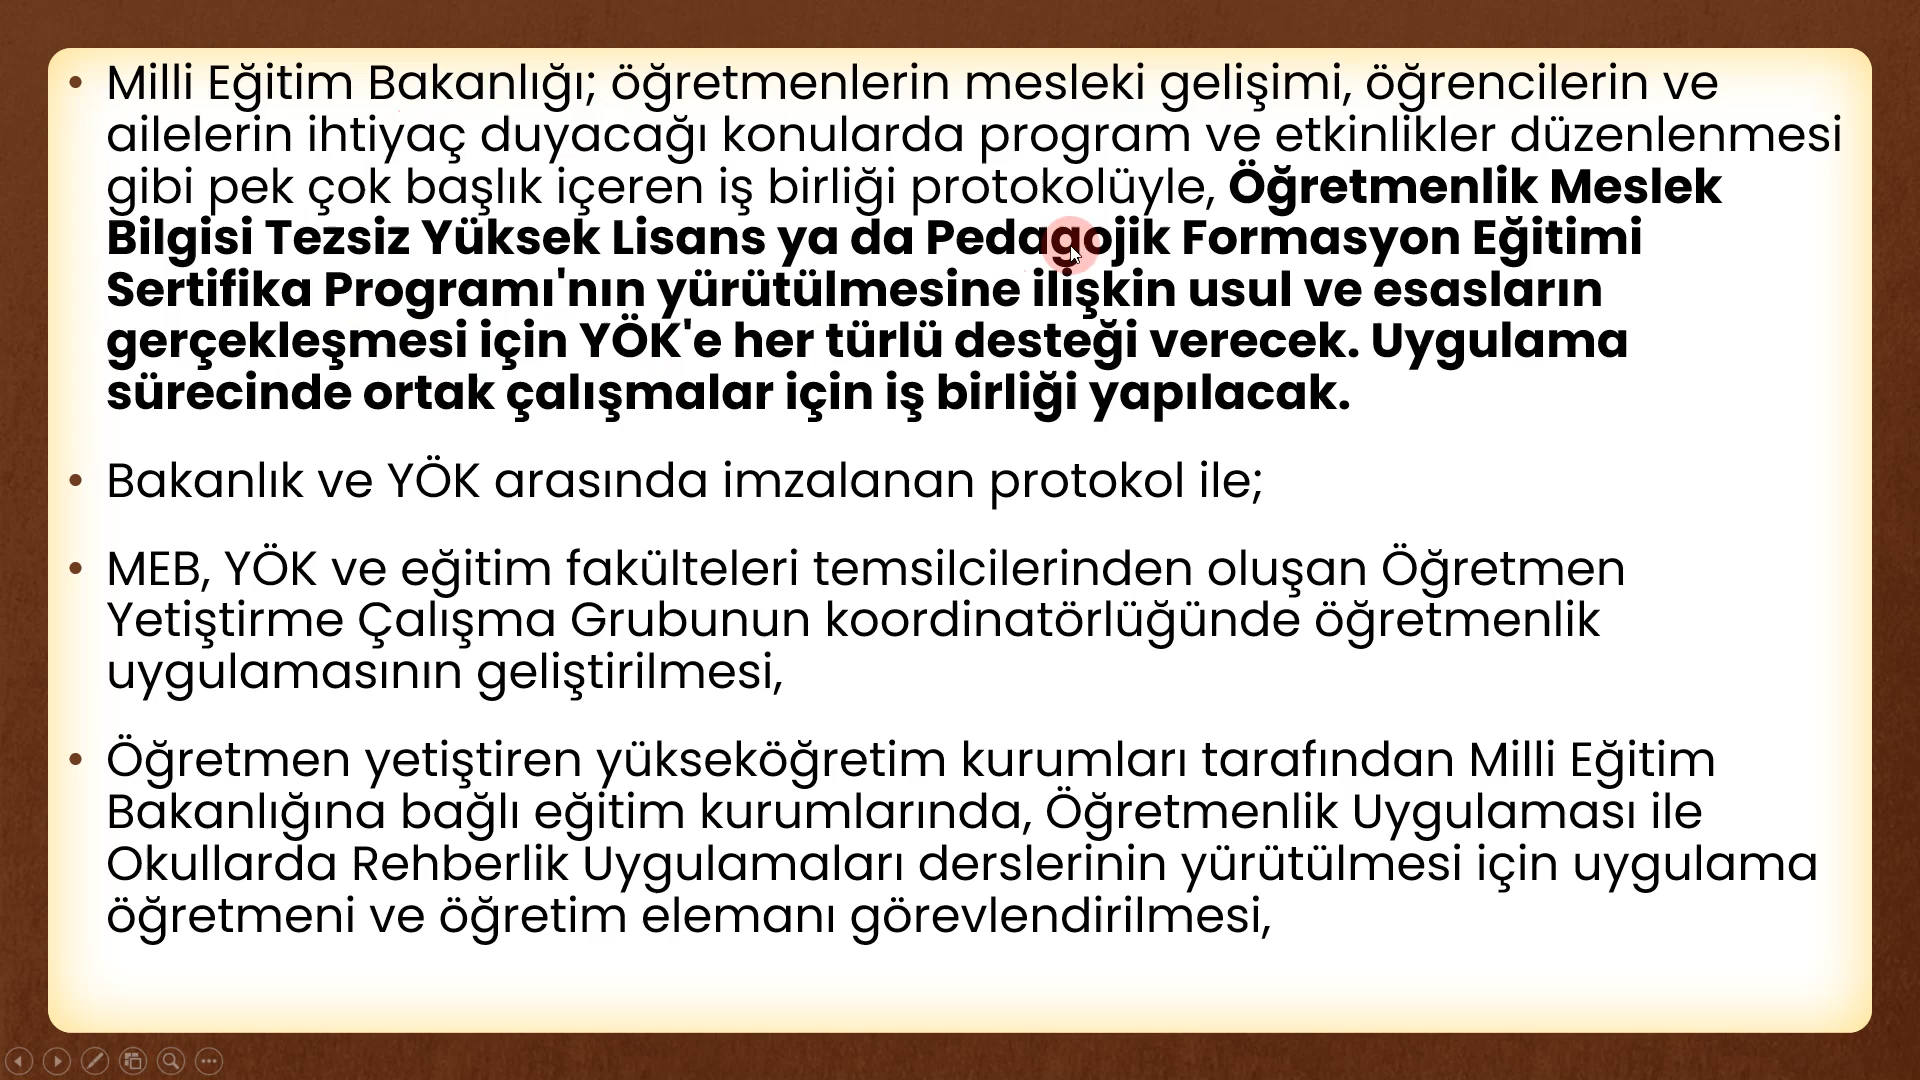 • Milli Eğitim Bakanlığı; öğretmenlerin mesleki gelişimi, öğrencilerin ve
ailelerin ihtiyaç duyacağı konularda program ve etkinlikler düzenlenmesi
gibi pek çok başlık içeren iş birliği protokolüyle, Öğretmenlik Meslek
Bilgisi Tezsiz Yüksek Lisans ya da Pedagojik Formasyon Eğitimi
Sertifika Programı'nın yürütülmesine ilişkin usul ve esasların
gerçekleşmesi için YÖK'e her türlü desteği verecek. Uygulama
sürecinde ortak çalışmalar için iş birliği yapılacak.
• Bakanlık ve YÖK arasında imzalanan protokol ile;
• MEB, YÖK ve eğitim fakülteleri temsilcilerinden oluşan Öğretmen
Yetiştirme Çalışma Grubunun koordinatörlüğünde öğretmenlik
uygulamasının geliştirilmesi,
• Öğretmen yetiştiren yükseköğretim kurumları tarafından Milli Eğitim
Bakanlığına bağlı eğitim kurumlarında, Öğretmenlik Uygulaması ile
Okullarda Rehberlik Uygulamaları derslerinin yürütülmesi için uygulama
öğretmeni ve öğretim elemanı görevlendirilmesi,